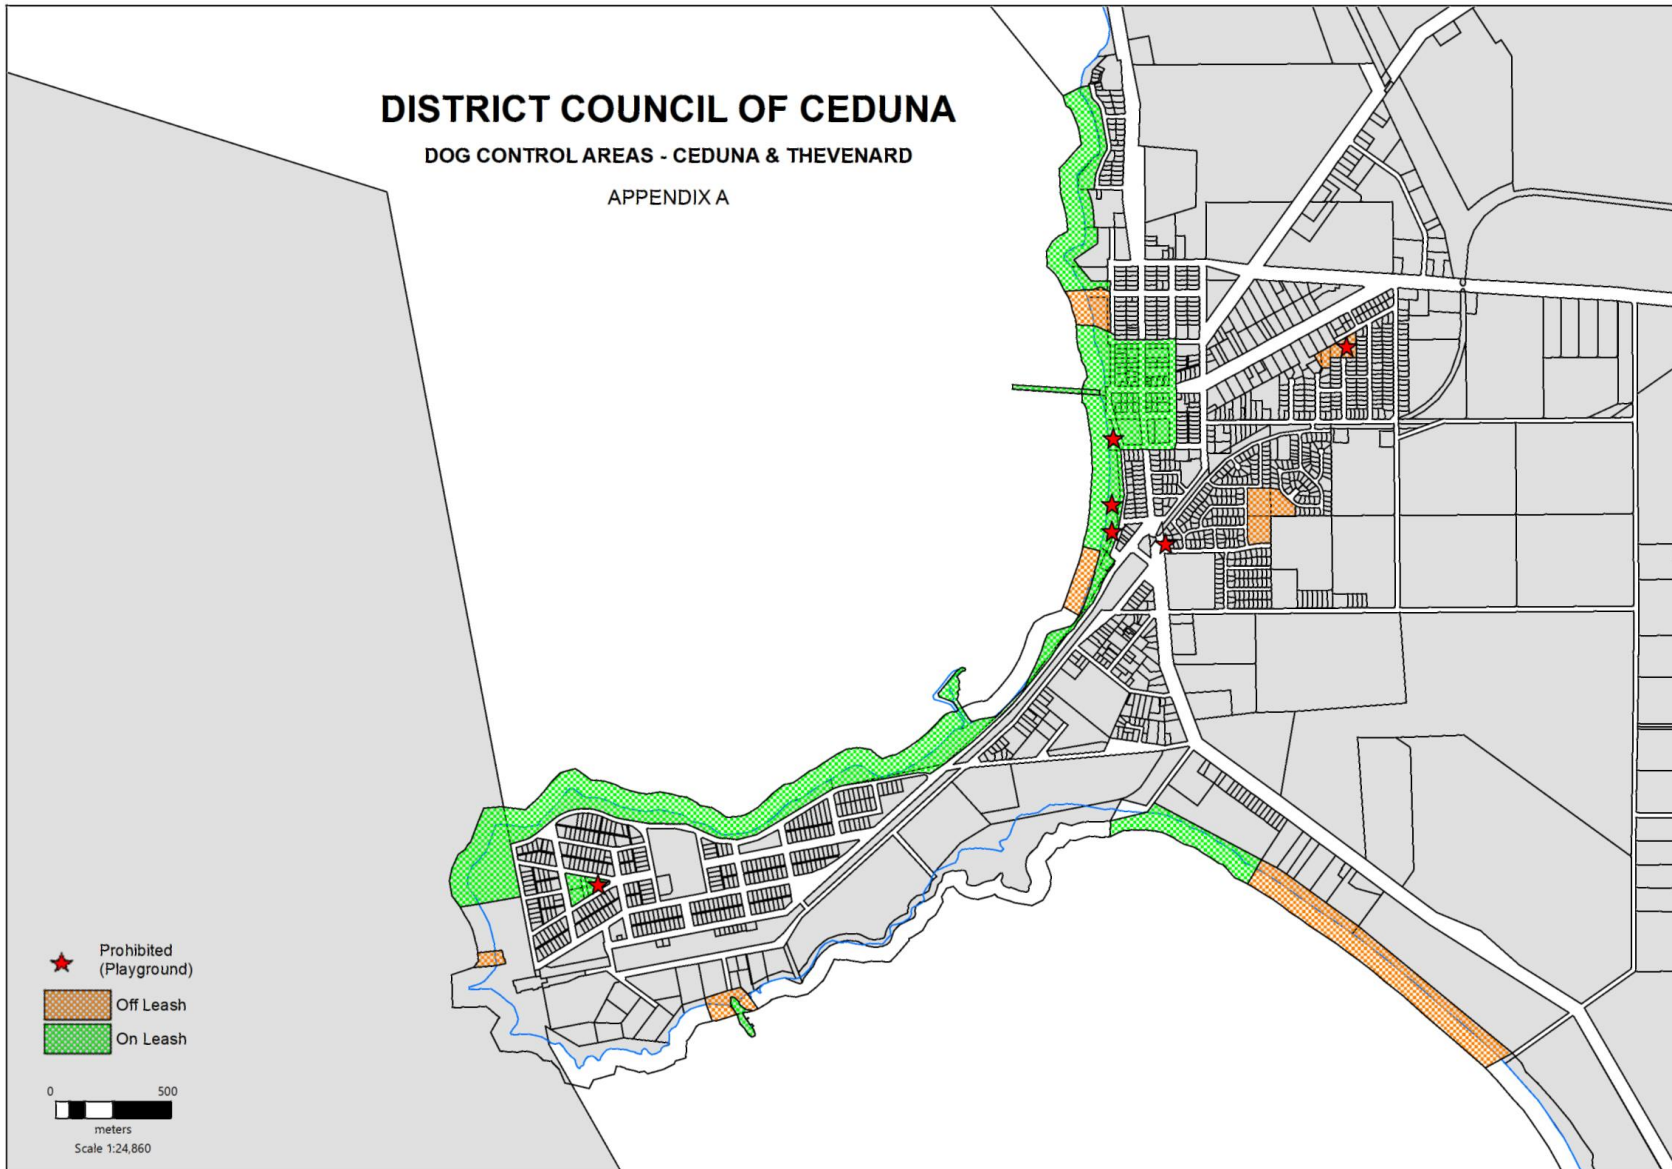 DISTRICT COUNCIL OF CEDUNA
DOG CONTROL AREAS - CEDUNA & THEVENARD
APPENDIX A
Prohibited
(Playground)
Off Leash
On Leash
0 500
meters
Scale 1:24,860